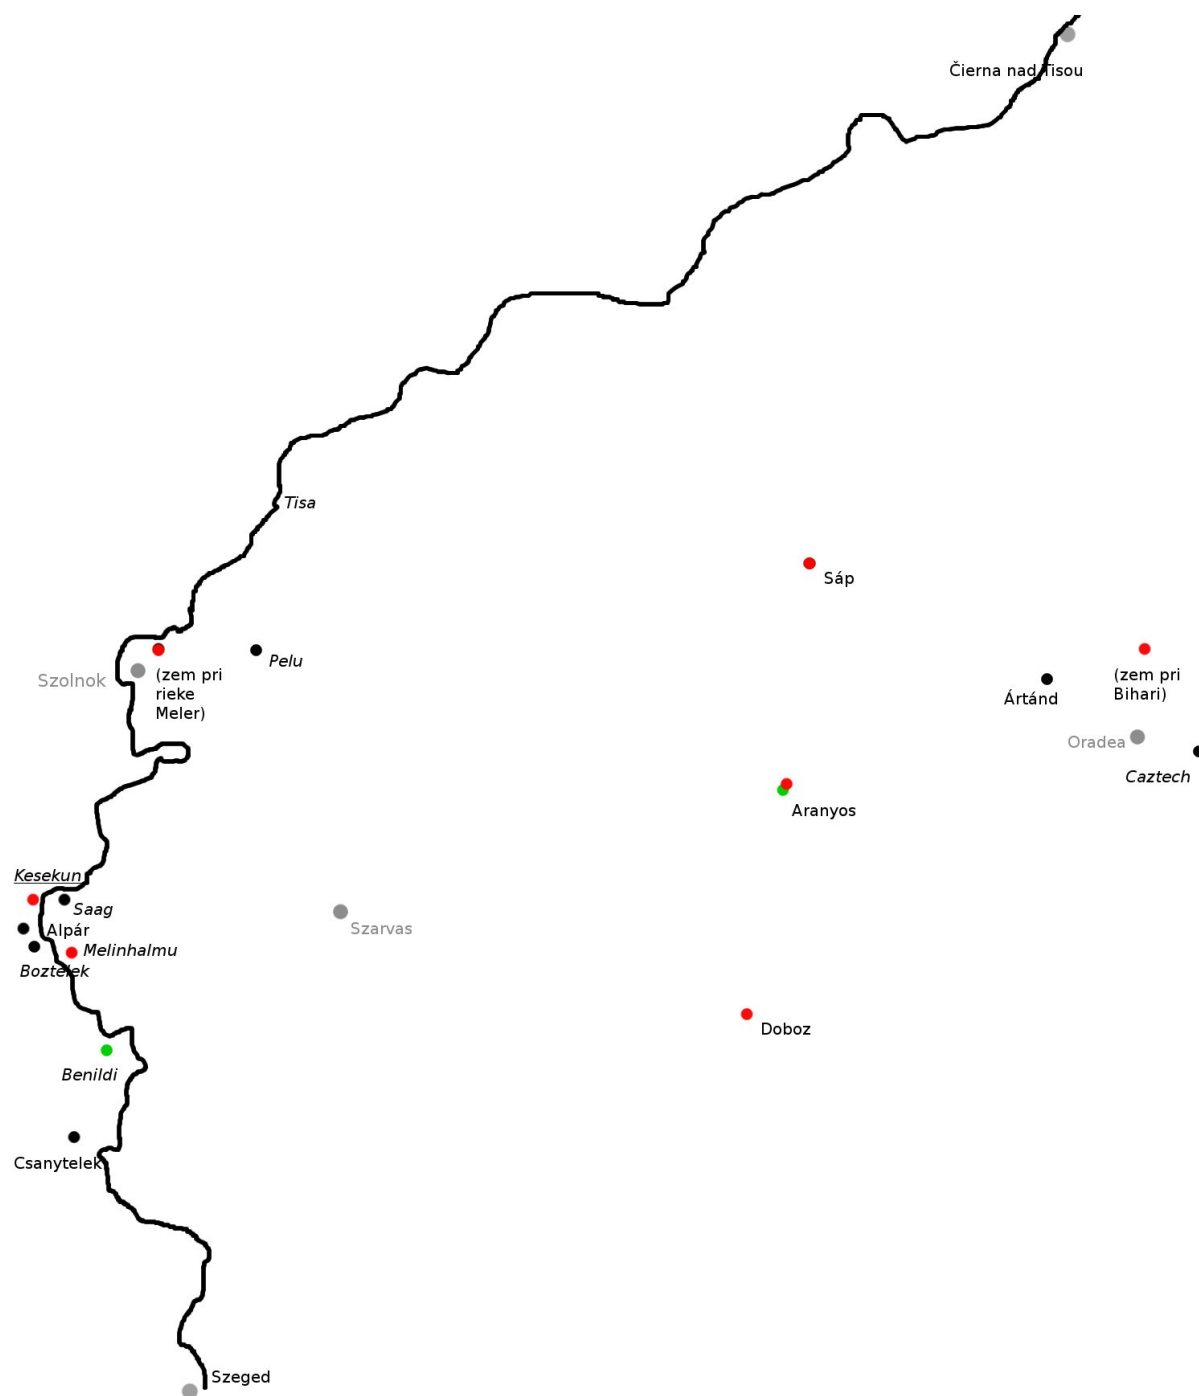 Čierna nad Tisou
Tisa
Sáp
Pelu
Szolnok
(zem pri
rieke
Meler)
(zem pri
Bihari)
Ártánd
Oradea
Caztech
Aranyos
Kesekun
Saag
Alpár
Szarvas
Melinhalmu
Boztelek
Doboz
Benildi
Csanytelek
Szeged